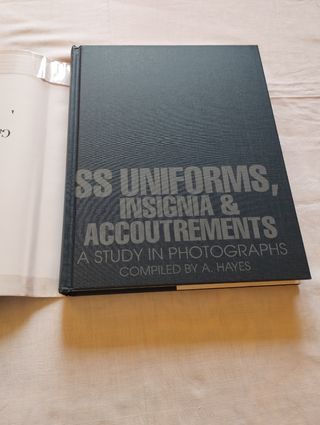 SS UNIFORMS,
INSIGNIA &
ACCOUTREMENTS
A STUDY IN PHOTOGRAPHS
COMPILED BY A. HAYES